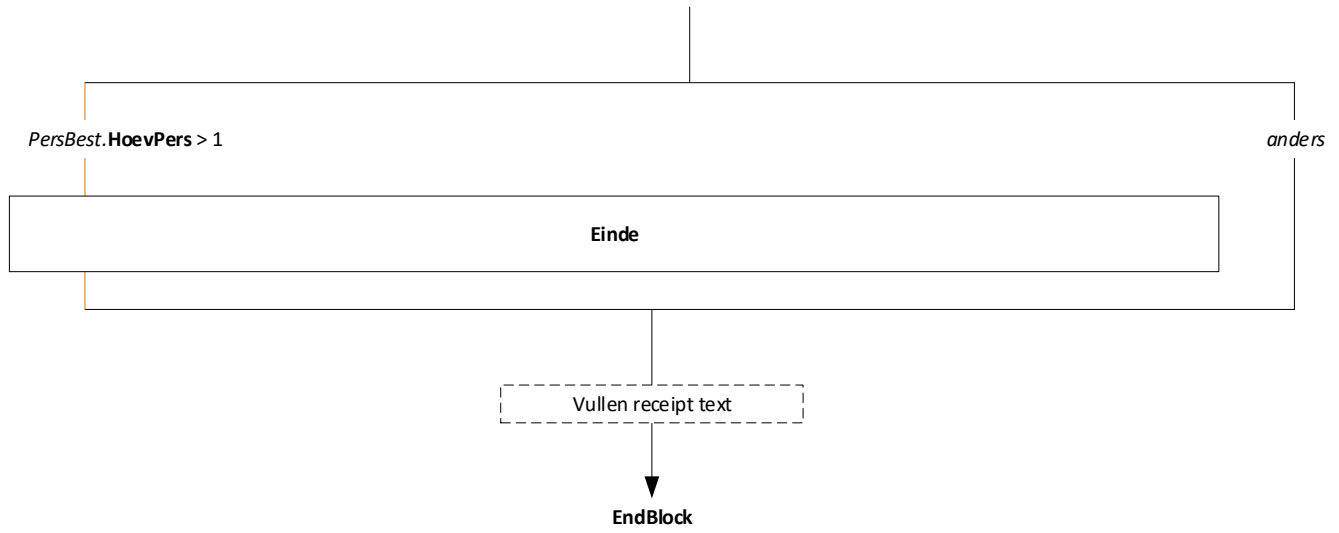 PersBest.HoevPers > 1
anders
Einde
Vullen receipt text
EndBlock